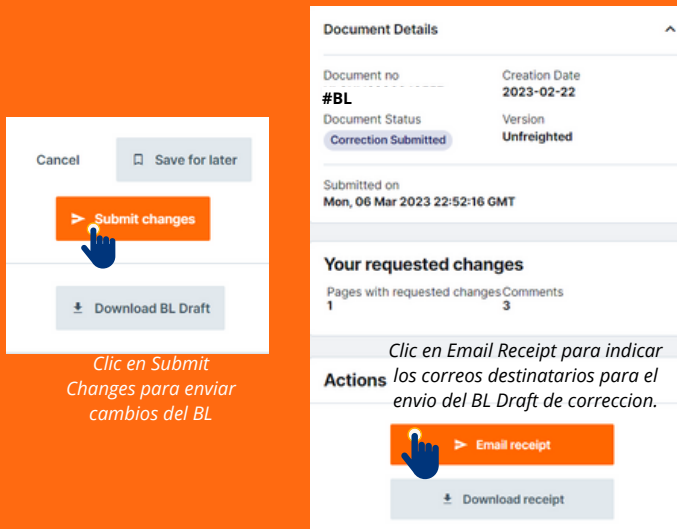 Cancel
Save for later
Submit changes
Download BL Draft
Clic en Submit
Changes para enviar
cambios del BL
Document Details
Document no
Creation Date
#BL
2023-02-22
Document Status
Version
Correction Submitted
Unfreighted
Submitted on
Mon, 06 Mar 2023 22:52:16 GMT
Your requested changes
Pages with requested changes
Comments
1
3
Clic en Email Receipt para indicar
los correos destinatarios para el
envio del BL Draft de correccion.
Actions
Email receipt
Download receipt